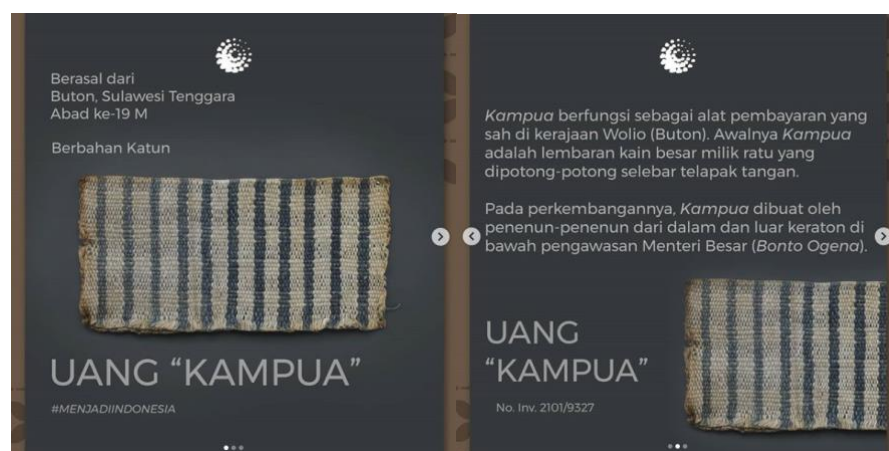 Berasal dari
Buton, Sulawesi Tenggara
Abad ke-19 M
Berbahan Katun
UANG “KAMPUA”
#MENJADIINDONESIA
Kampua berfungsi sebagai alat pembayaran yang
sah di kerajaan Wolio (Buton). Awalnya Kampua
adalah lembaran kain besar milik ratu yang
dipotong-potong selebar telapak tangan.
Pada perkembangannya, Kampua dibuat oleh
penenun-penenun dari dalam dan luar keraton di
bawah pengawasan Menteri Besar (Bonto Ogena).
UANG
“KAMPUA”
No. Inv. 2101/9327